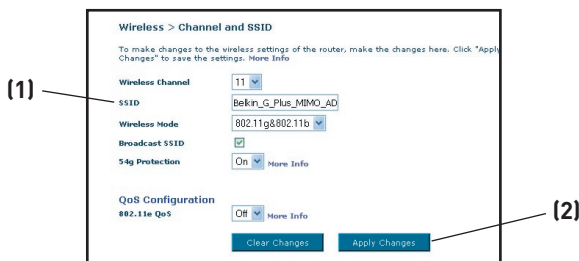 Wireless > Channel and SSID
To make changes to the wireless settings of the router, make the changes here. Click "Apply
Changes" to save the settings. More Info
Wireless Channel 11
(1)
SSID Belkin_G_Plus_MIMO_AD
Wireless Mode 802.11g&802.11b
Broadcast SSID
54g Protection On More Info
QoS Configuration
802.11e QoS Off More Info
(2)
Clear Changes Apply Changes